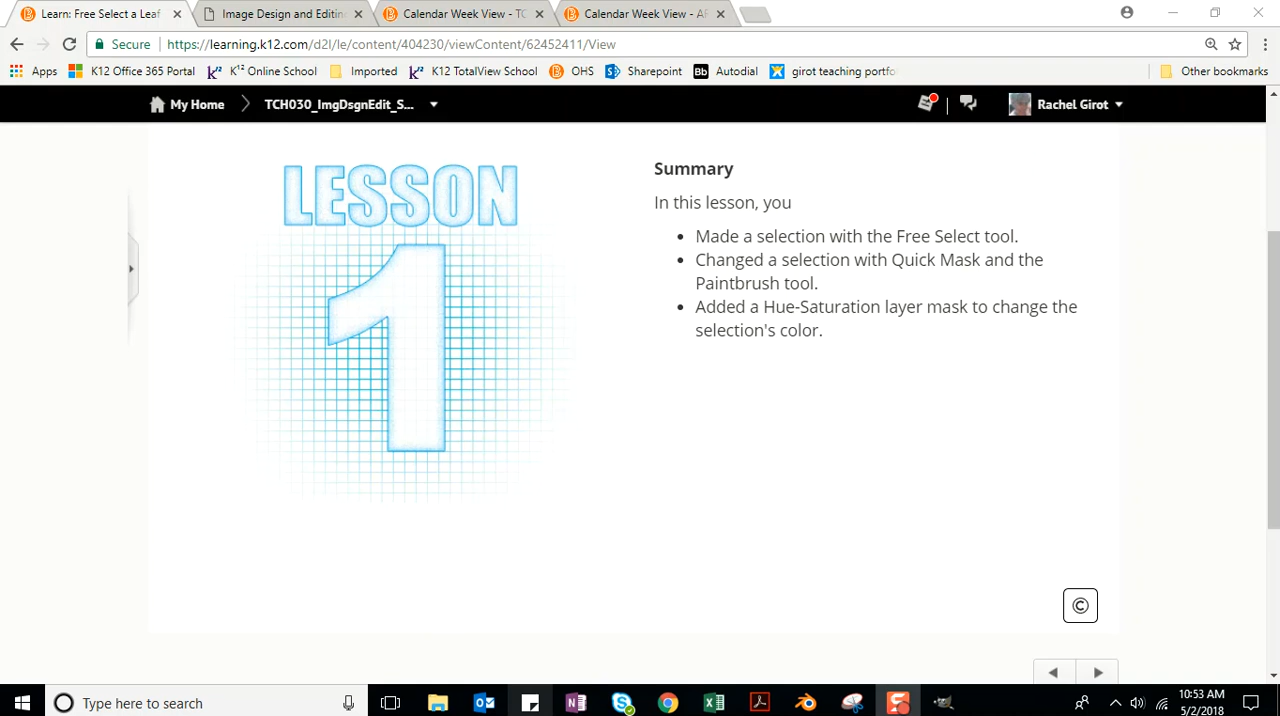 Learn: Free Select a Leaf
Image Design and Editin
Calendar Week View - TC
Calendar Week View - AF
Secure
https://learning.k12.com/d2l/le/content/404230/viewContent/62452411/View
Apps
K12 Office 365 Portal
K¹² Online School
Imported
K12 TotalView School
OHS
Sharepoint
Bb
Autodial
girot teaching portfo
Other bookmarks
My Home
TCH030_ImgDsgnEdit_S...
Rachel Girot
LESSON
1
Summary
In this lesson, you
• Made a selection with the Free Select tool.
• Changed a selection with Quick Mask and the
Paintbrush tool.
• Added a Hue-Saturation layer mask to change the
selection's color.
©
Type here to search
10:53 AM
5/2/2018